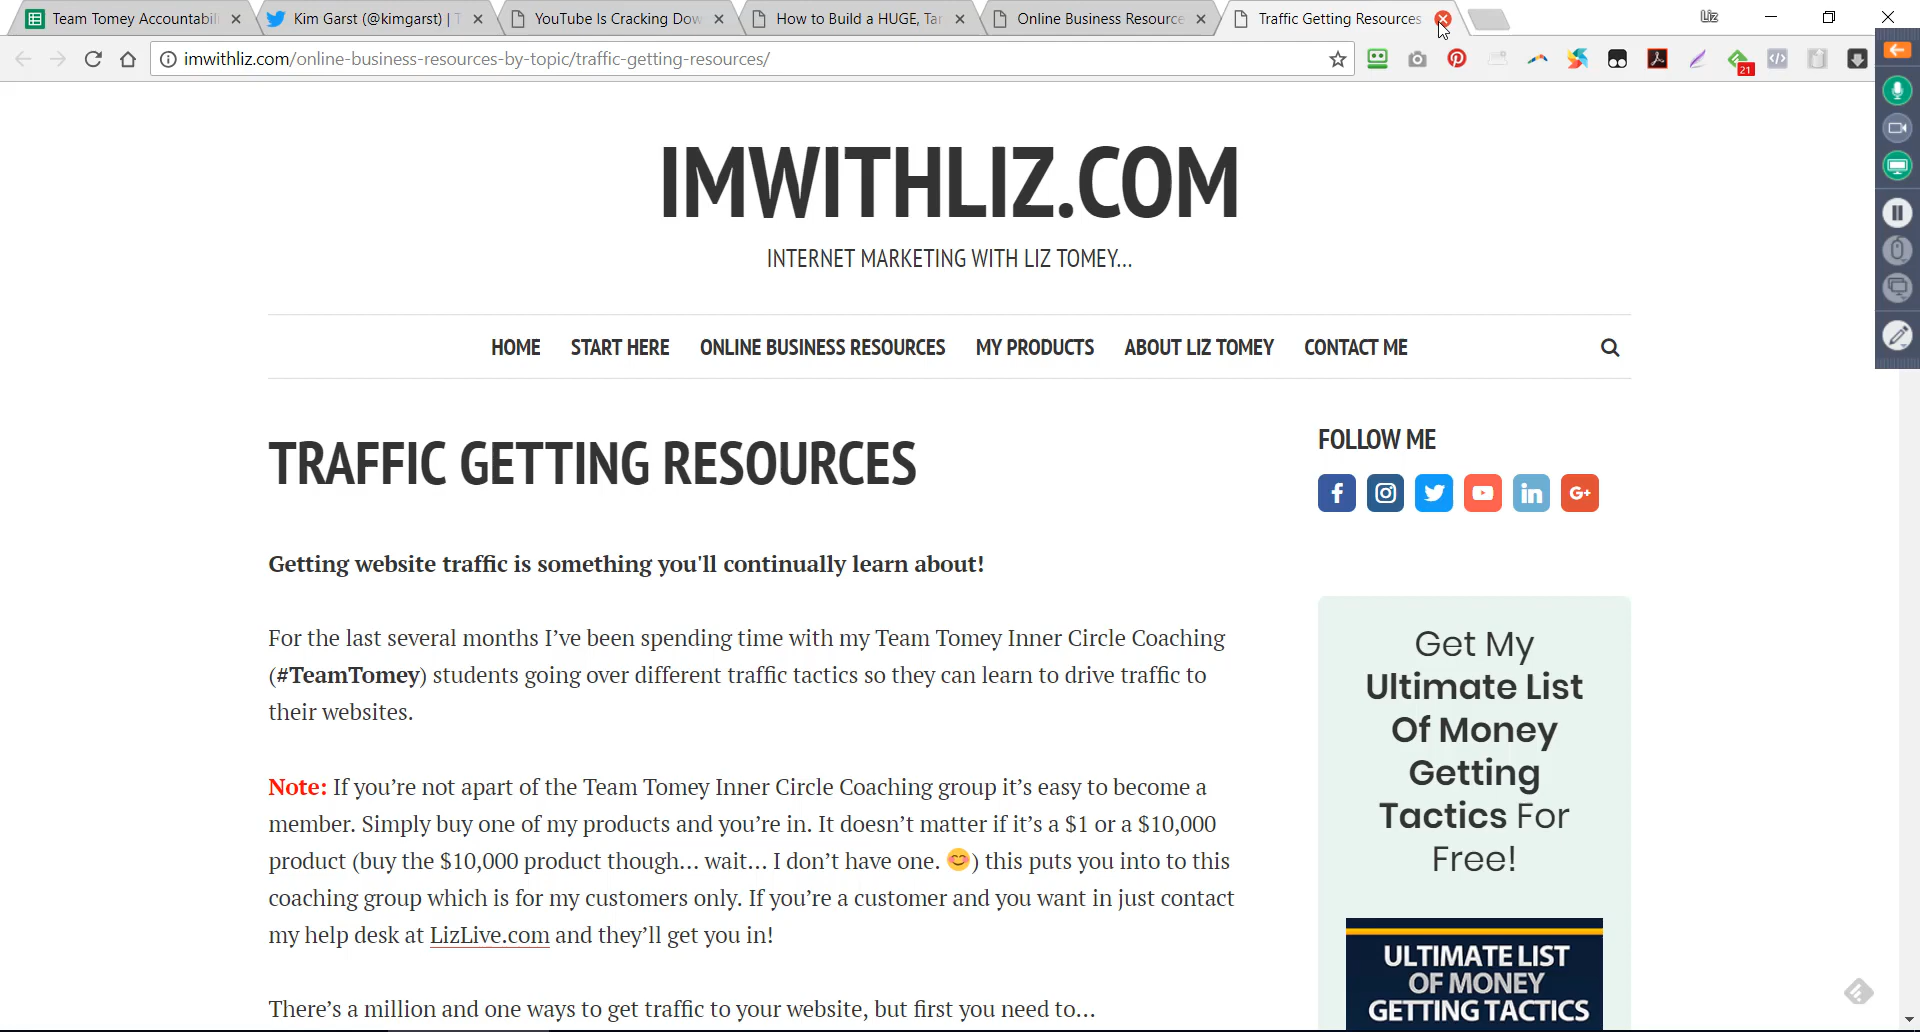 Team Tomey Accountabil
Kim Garst (@kimgarst) | T
YouTube Is Cracking Dow
How to Build a HUGE, Tar
Online Business Resource
Traffic Getting Resources
Liz
imwithliz.com/online-business-resources-by-topic/traffic-getting-resources/
21
IMWITHLIZ.COM
INTERNET MARKETING WITH LIZ TOMEY...
HOME START HERE ONLINE BUSINESS RESOURCES MY PRODUCTS ABOUT LIZ TOMEY CONTACT ME
TRAFFIC GETTING RESOURCES
Getting website traffic is something you'll continually learn about!
For the last several months I've been spending time with my Team Tomey Inner Circle Coaching
(#TeamTomey) students going over different traffic tactics so they can learn to drive traffic to
their websites.
Note: If you're not apart of the Team Tomey Inner Circle Coaching group it's easy to become a
member. Simply buy one of my products and you're in. It doesn't matter if it's a $1 or a $10,000
product (buy the $10,000 product though... wait... I don't have one. 😊) this puts you into to this
coaching group which is for my customers only. If you're a customer and you want in just contact
my help desk at LizLive.com and they'll get you in!
There's a million and one ways to get traffic to your website, but first you need to...
FOLLOW ME
Get My
Ultimate List
Of Money
Getting
Tactics For
Free!
ULTIMATE LIST
OF MONEY
GETTING TACTICS